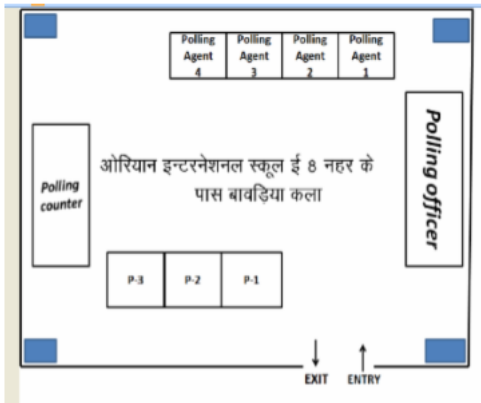 Polling Agent 4
Polling Agent 3
Polling Agent 2
Polling Agent 1
Polling counter
ओरियान इन्टरनेशनल स्कूल ई 8 नहर के
पास बावड़िया कला
Polling officer
P-3 P-2 P-1
EXIT ENTRY